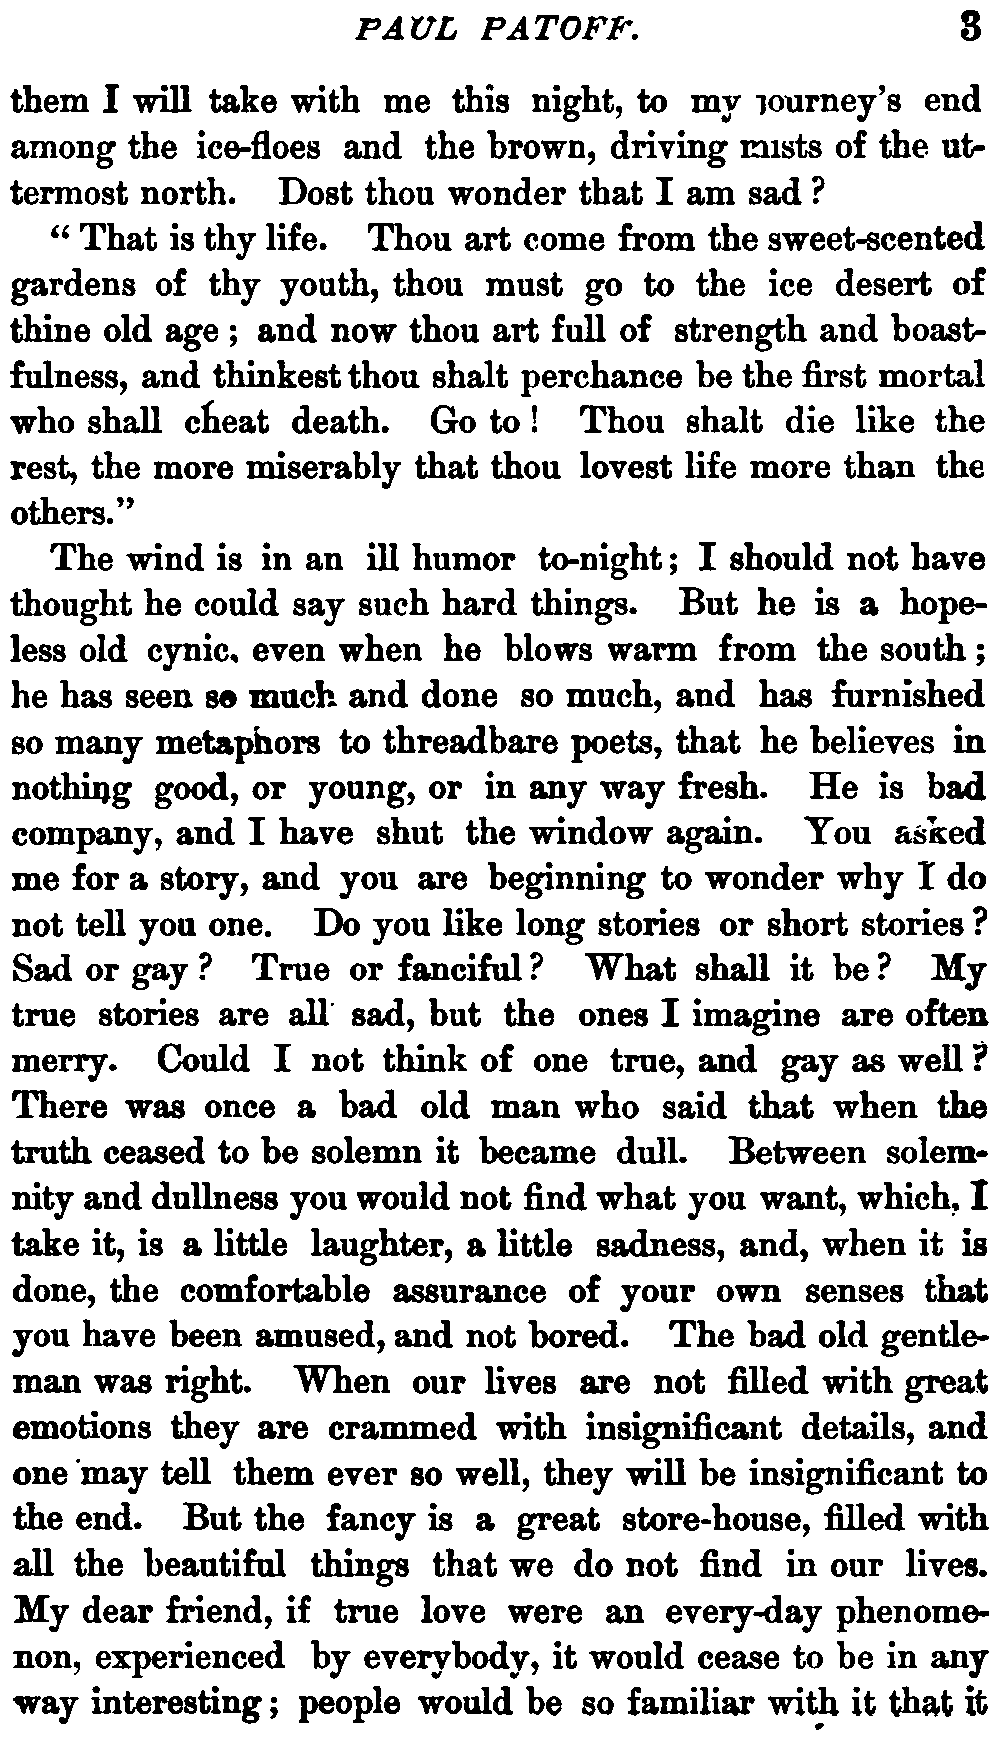 PAUL PATOFF. 3
them I will take with me this night, to my journey's end
among the ice-floes and the brown, driving mists of the ut-
termost north. Dost thou wonder that I am sad?
"That is thy life. Thou art come from the sweet-scented
gardens of thy youth, thou must go to the ice desert of
thine old age; and now thou art full of strength and boast-
fulness, and thinkest thou shalt perchance be the first mortal
who shall cheat death. Go to! Thou shalt die like the
rest, the more miserably that thou lovest life more than the
others."
The wind is in an ill humor to-night; I should not have
thought he could say such hard things. But he is a hope-
less old cynic, even when he blows warm from the south;
he has seen so much and done so much, and has furnished
so many metaphors to threadbare poets, that he believes in
nothing good, or young, or in any way fresh. He is bad
company, and I have shut the window again. You asked
me for a story, and you are beginning to wonder why I do
not tell you one. Do you like long stories or short stories?
Sad or gay? True or fanciful? What shall it be? My
true stories are all sad, but the ones I imagine are often
merry. Could I not think of one true, and gay as well?
There was once a bad old man who said that when the
truth ceased to be solemn it became dull. Between solem-
nity and dullness you would not find what you want, which, I
take it, is a little laughter, a little sadness, and, when it is
done, the comfortable assurance of your own senses that
you have been amused, and not bored. The bad old gentle-
man was right. When our lives are not filled with great
emotions they are crammed with insignificant details, and
one may tell them ever so well, they will be insignificant to
the end. But the fancy is a great store-house, filled with
all the beautiful things that we do not find in our lives.
My dear friend, if true love were an every-day phenome-
non, experienced by everybody, it would cease to be in any
way interesting; people would be so familiar with it that it